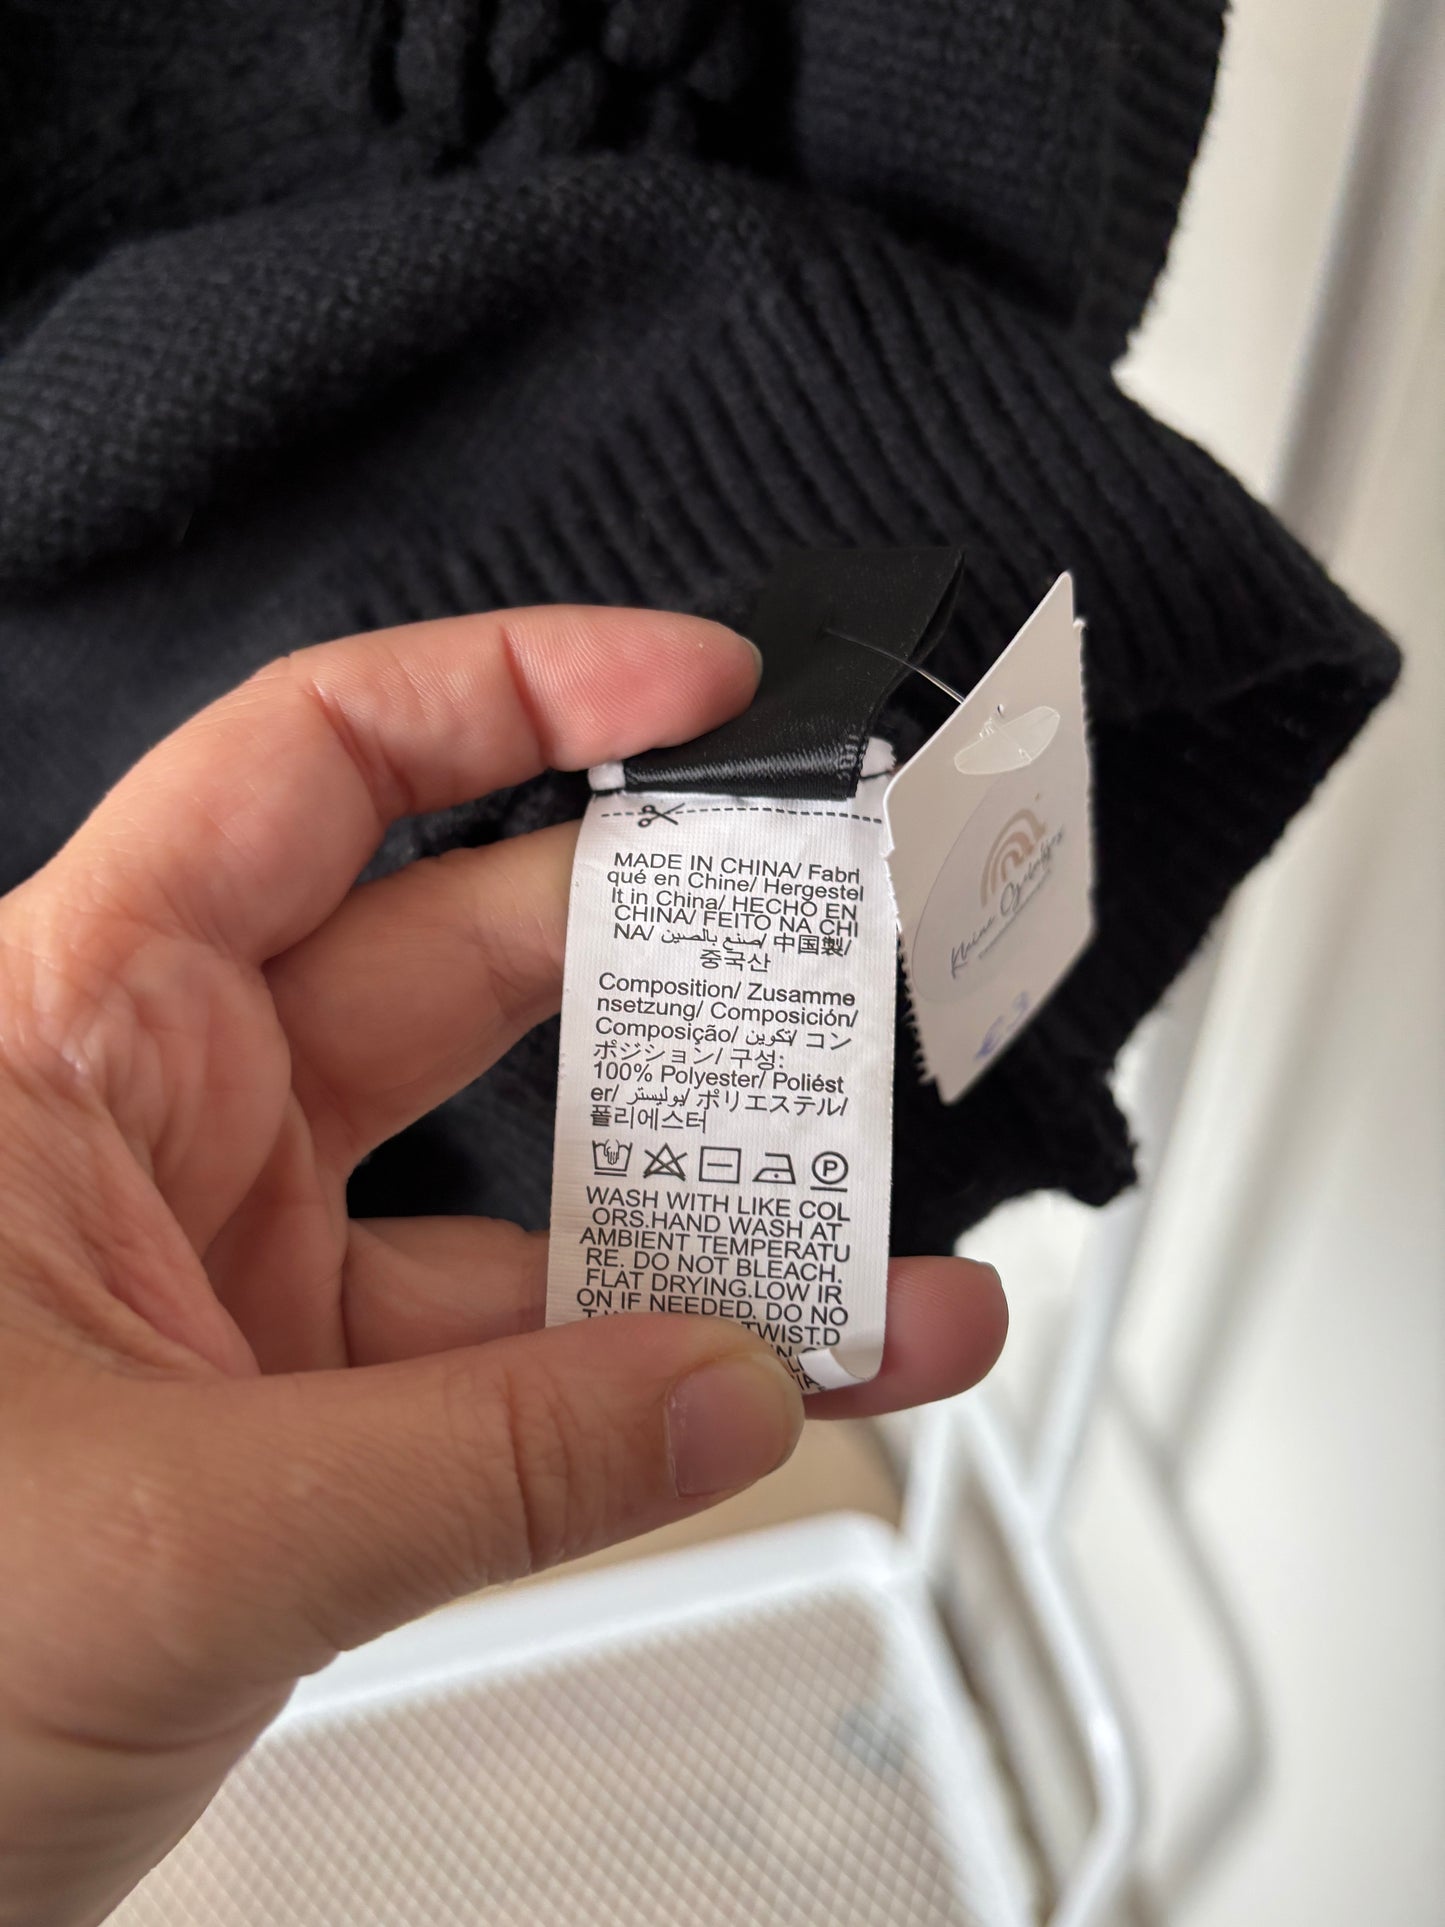 MADE IN CHINA/ Fabri
qué en Chine/ Hergestel
lt in China/ HECHO EN
CHINA/ FEITO NA CHI
NA/ صنع بالصين/ 中国製/
중국산
Composition/ Zusamme
nsetzung/ Composición/
Composição/ تكوين/ コン
ポジション/ 구성:
100% Polyester/ Poliést
er/ بوليستر/ ポリエステル/
폴리에스터
P
WASH WITH LIKE COL
ORS.HAND WASH AT
AMBIENT TEMPERATU
RE. DO NOT BLEACH.
FLAT DRYING.LOW IR
ON IF NEEDED. DO NO
TWIST.D
Kleine
€ 3